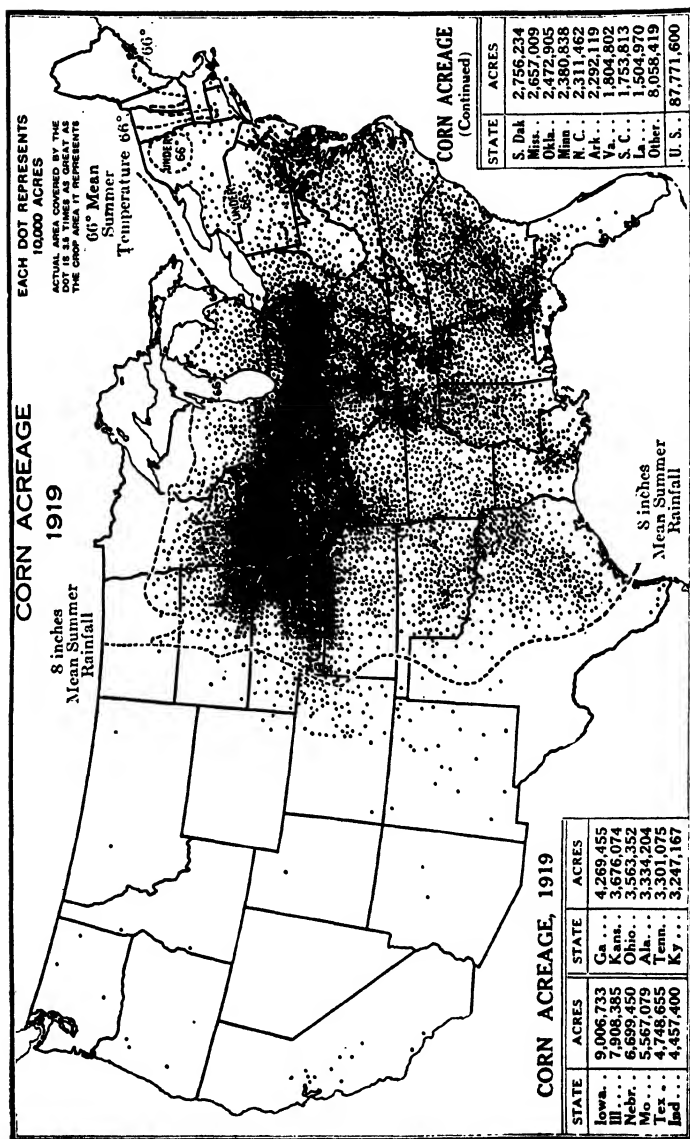 CORN ACREAGE
1919
8 inches
Mean Summer
Rainfall
EACH DOT REPRESENTS
10,000 ACRES
ACTUAL AREA COVERED BY THE
DOT IS 3.5 TIMES AS GREAT AS
THE CROP AREA IT REPRESENTS
66° Mean
Summer
Temperature 66°
66°
UNDER
66°
UNDER
66°
66°
8 inches
Mean Summer
Rainfall
CORN ACREAGE, 1919
STATE ACRES STATE ACRES
Iowa.. 9,006,733 Ga.... 4,269,455
Ill.... 7,908,385 Kans.. 3,676,074
Nebr.. 6,699,450 Ohio.. 3,563,352
Mo... 5,567,079 Ala... 3,334,204
Tex.. 4,748,655 Tenn.. 3,301,075
Ind.. 4,457,400 Ky... 3,247,167
CORN ACREAGE
(Continued)
STATE ACRES
S. Dak 2,756,234
Miss.. 2,657,009
Okla.. 2,472,905
Minn.. 2,380,838
N. C.. 2,311,462
Ark... 2,292,119
Va.... 1,804,802
S. C.. 1,753,813
La.... 1,504,970
Other. 8,058,419
U. S.. 87,771,600